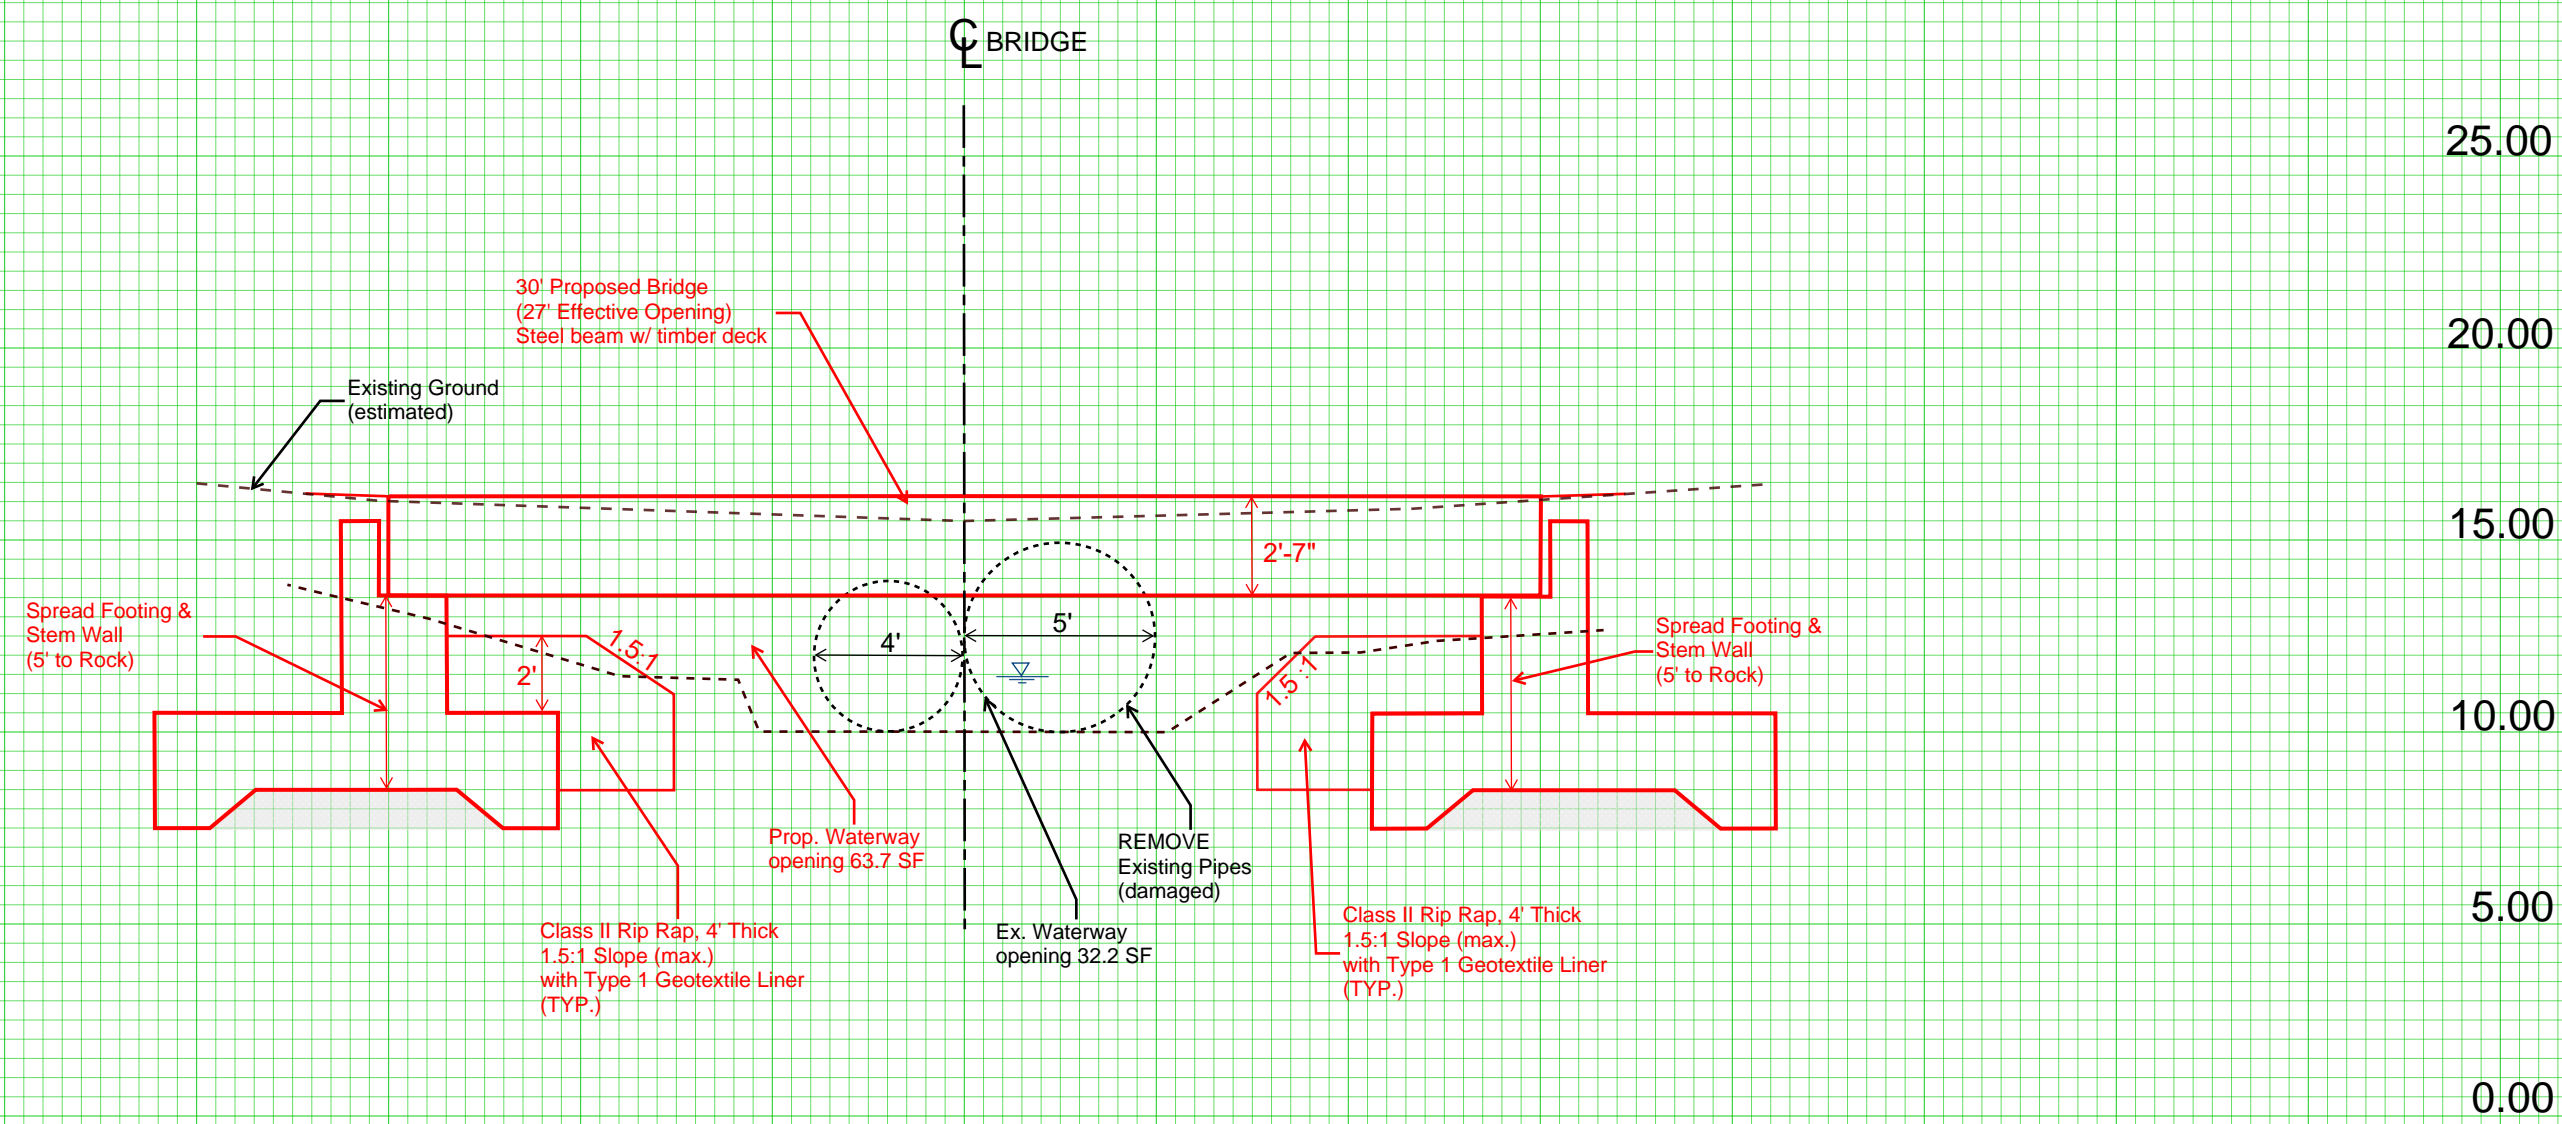 ℄ BRIDGE
25.00
30' Proposed Bridge
(27' Effective Opening)
Steel beam w/ timber deck
20.00
Existing Ground
(estimated)
15.00
2'-7"
Spread Footing &
Stem Wall
(5' to Rock)
1.5:1
2'
4'
5'
1.5:1
Spread Footing &
Stem Wall
(5' to Rock)
10.00
Prop. Waterway
opening 63.7 SF
REMOVE
Existing Pipes
(damaged)
5.00
Class II Rip Rap, 4' Thick
1.5:1 Slope (max.)
with Type 1 Geotextile Liner
(TYP.)
Ex. Waterway
opening 32.2 SF
Class II Rip Rap, 4' Thick
1.5:1 Slope (max.)
with Type 1 Geotextile Liner
(TYP.)
0.00